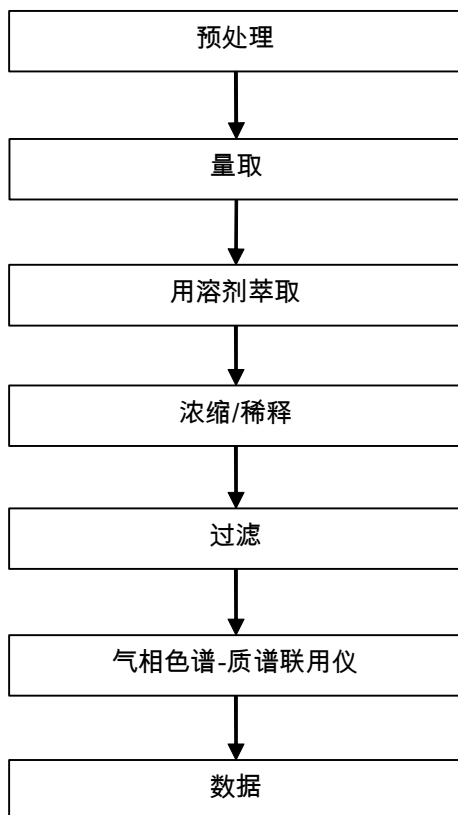 预处理
量取
用溶剂萃取
浓缩/稀释
过滤
气相色谱-质谱联用仪
数据